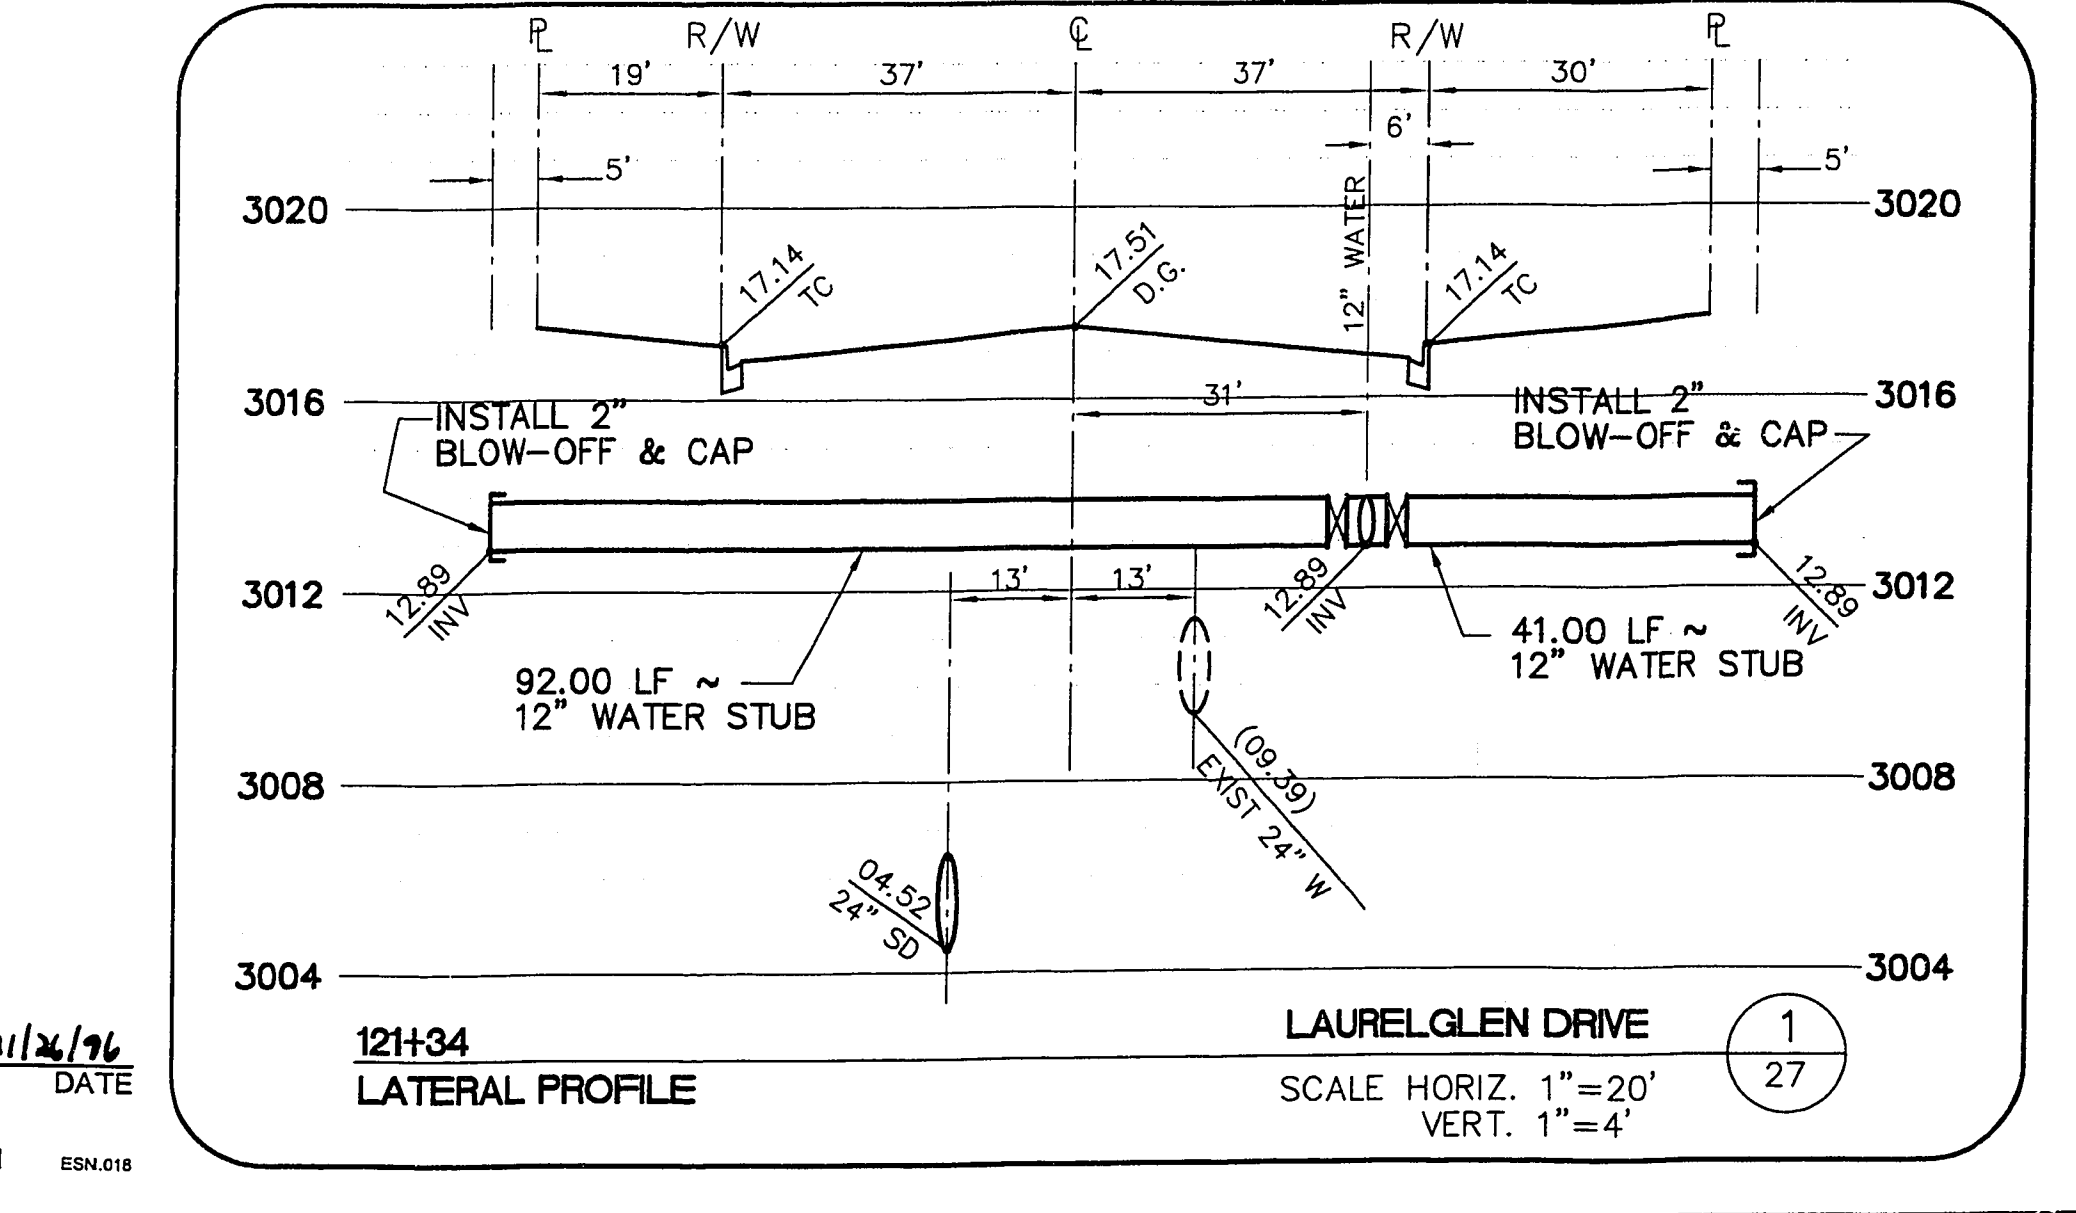 ℄ R/W ℄ R/W ℄
19' 37' 37' 30'
6'
5' 5'
3020 3020
12" WATER
17.14
TC
17.51
D.G.
17.14
TC
3016 3016
31'
INSTALL 2"
BLOW-OFF & CAP
INSTALL 2"
BLOW-OFF & CAP
3012 3012
13' 13'
12.89
INV
12.89
INV
12.89
INV
92.00 LF ~
12" WATER STUB
41.00 LF ~
12" WATER STUB
3008 3008
(09.39)
EXIST 24" W
04.52
24" SD
3004 3004
121+34
LATERAL PROFILE
LAURELGLEN DRIVE
SCALE HORIZ. 1"=20'
VERT. 1"=4'
1
27
11/26/96
DATE
ESN.018